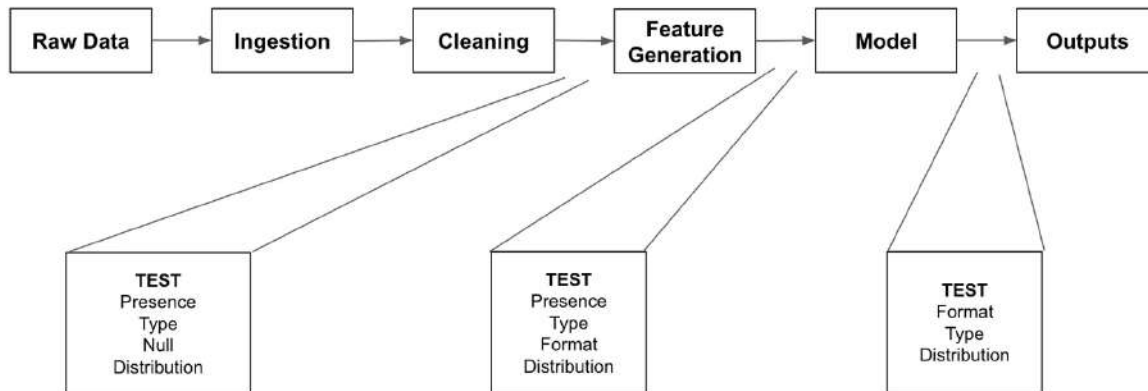 Raw Data
Ingestion
Cleaning
Feature
Generation
Model
Outputs
TEST
Presence
Type
Null
Distribution
TEST
Presence
Type
Format
Distribution
TEST
Format
Type
Distribution